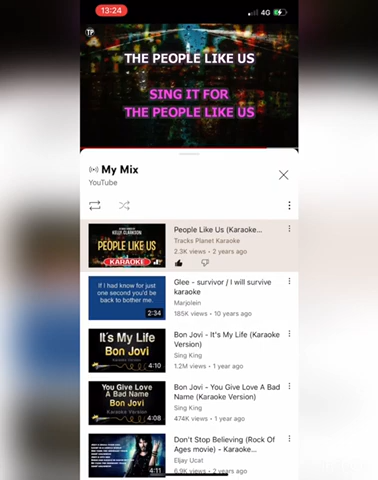 13:24
4G
TP
THE PEOPLE LIKE US
SING IT FOR
THE PEOPLE LIKE US
My Mix
YouTube
KELLY CLARKSON
PEOPLE LIKE US
KARAOKE
People Like Us (Karaoke...
Tracks Planet Karaoke
2.3K views • 2 years ago
If I had know for just
one second you'd be
back to bother me.
2:34
Glee - survivor / I will survive
karaoke
Marjolein
185K views • 10 years ago
It's My Life
Bon Jovi
Karaoke Version
4:10
Bon Jovi - It's My Life (Karaoke
Version)
Sing King
1.2M views • 1 year ago
You Give Love
A Bad Name
Bon Jovi
Karaoke Version
4:08
Bon Jovi - You Give Love A Bad
Name (Karaoke Version)
Sing King
474K views • 1 year ago
4:11
Don't Stop Believing (Rock Of
Ages movie) - Karaoke...
Eljay Ucat
6.9K views • 2 years ago